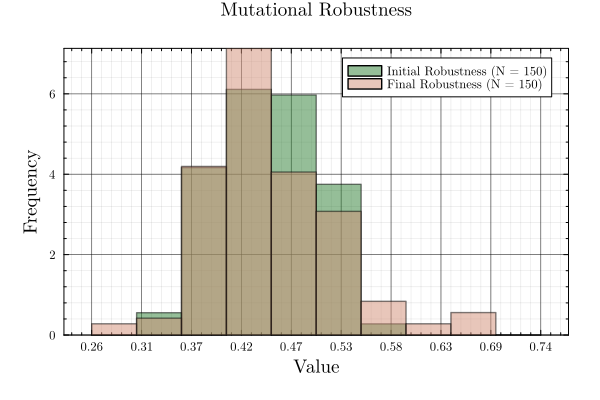 Mutational Robustness
Initial Robustness (N = 150)
Final Robustness (N = 150)
Frequency
6
4
2
0
0.26 0.31 0.37 0.42 0.47 0.53 0.58 0.63 0.69 0.74
Value